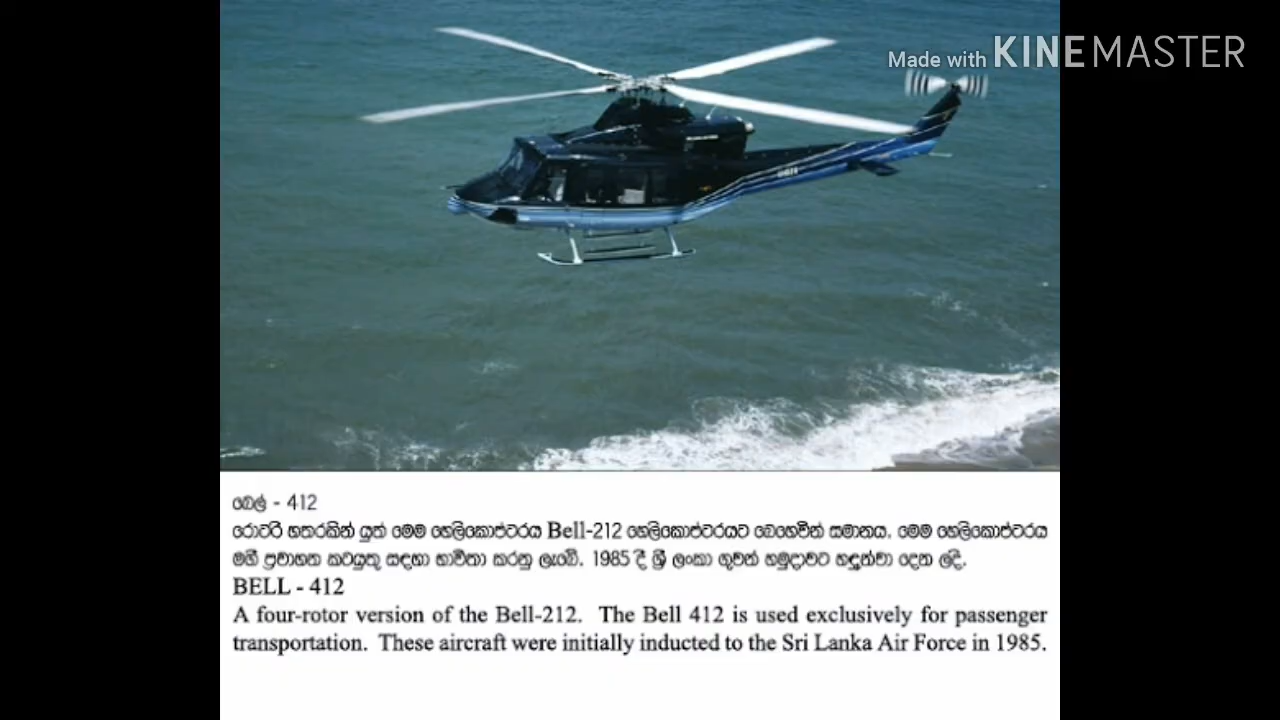 Made with KINEMASTER
බෙල් - 412
රොටරි හතරකින් යුත් මෙම හෙලිකොප්ටරය Bell-212 හෙලිකොප්ටරයට බෙහෙවින් සමානය. මෙම හෙලිකොප්ටරය
මගී ප්‍රවාහන කටයුතු සඳහා භාවිතා කරනු ලැබේ. 1985 දී ශ්‍රී ලංකා ගුවන් හමුදාවට හඳුන්වා දෙන ලදි.
BELL - 412
A four-rotor version of the Bell-212. The Bell 412 is used exclusively for passenger
transportation. These aircraft were initially inducted to the Sri Lanka Air Force in 1985.